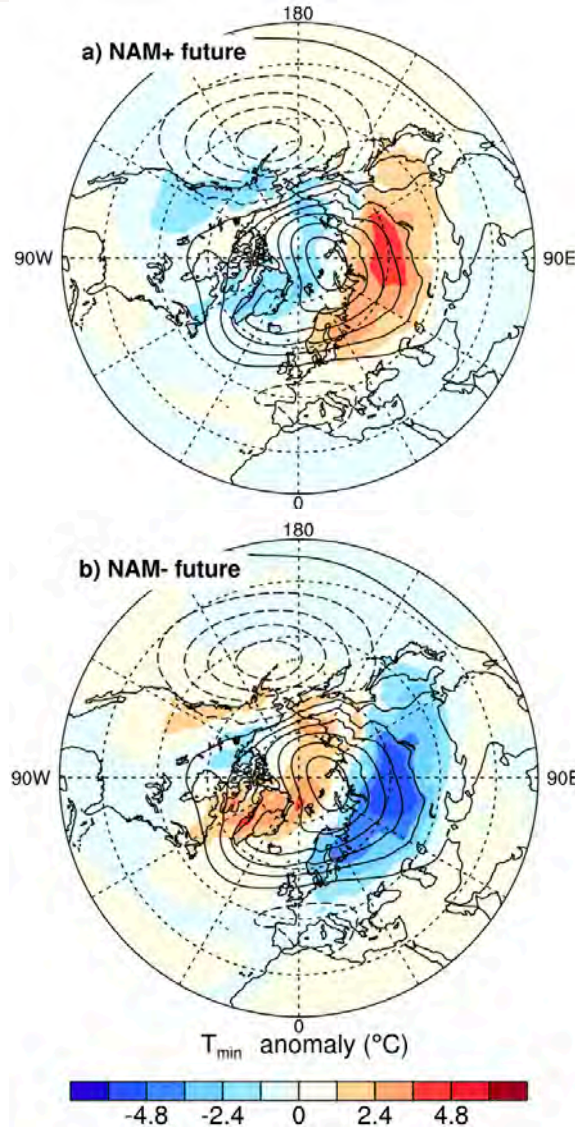 180
a) NAM+ future
90W
90E
0
180
b) NAM- future
90W
90E
0
Tmin anomaly (°C)
-4.8 -2.4 0 2.4 4.8